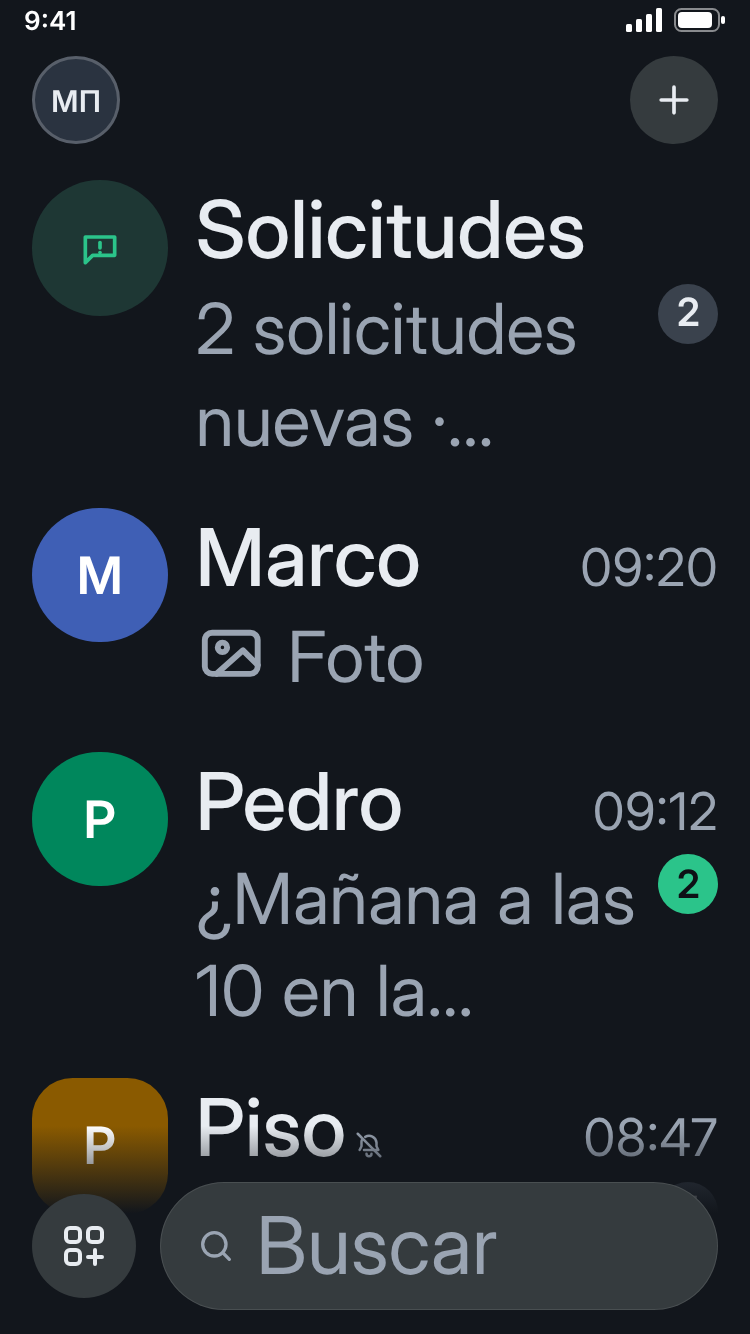 9:41
МП
Solicitudes
2 solicitudes
2
nuevas ·...
M
Marco
09:20
Foto
P
Pedro
09:12
¿Mañana a las
2
10 en la...
P
Piso
08:47
Buscar